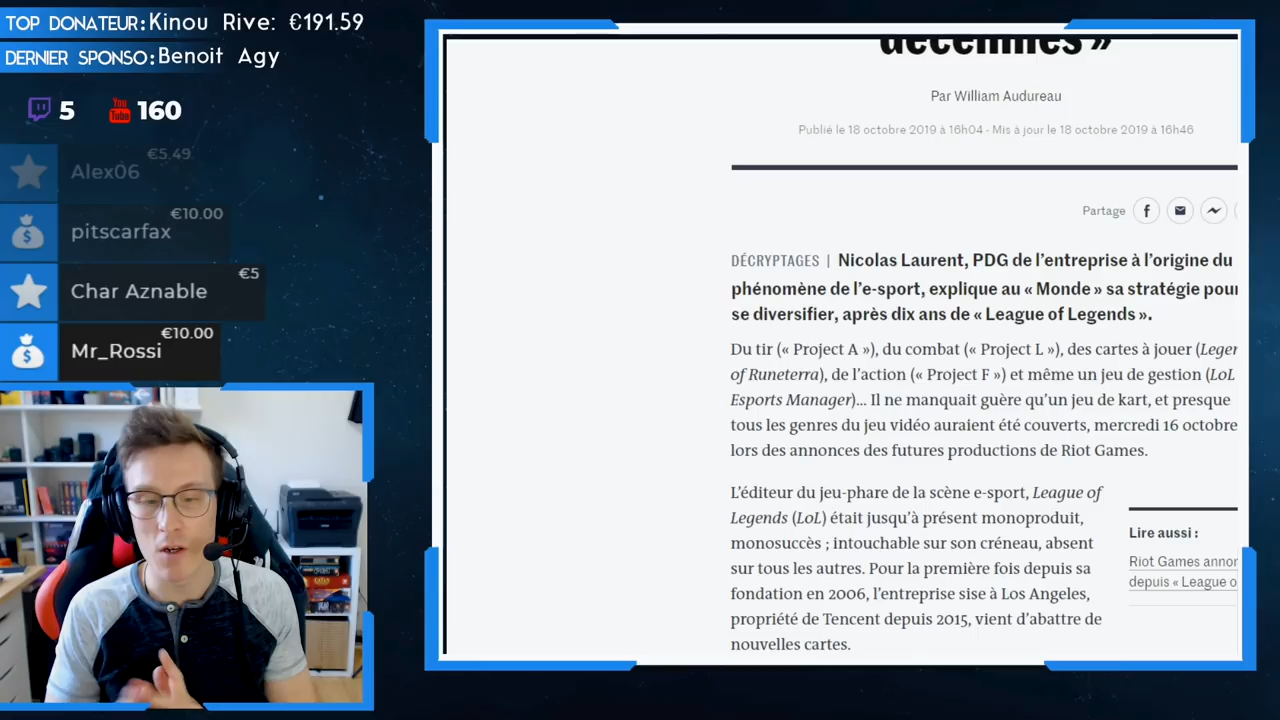 TOP DONATEUR: Kinou Rive: €191.59
DERNIER SPONSO: Benoit Agy
5
You Tube 160
Alex06 €5.49
pitscarfax €10.00
Char Aznable €5
Mr_Rossi €10.00
décennies »
Par William Audureau
Publié le 18 octobre 2019 à 16h04 - Mis à jour le 18 octobre 2019 à 16h46
Partage
DÉCRYPTAGES | Nicolas Laurent, PDG de l’entreprise à l’origine du
phénomène de l’e-sport, explique au « Monde » sa stratégie pour
se diversifier, après dix ans de « League of Legends ».
Du tir (« Project A »), du combat (« Project L »), des cartes à jouer (Legen
of Runeterra), de l’action (« Project F ») et même un jeu de gestion (LoL
Esports Manager)… Il ne manquait guère qu’un jeu de kart, et presque
tous les genres du jeu vidéo auraient été couverts, mercredi 16 octobre
lors des annonces des futures productions de Riot Games.
L’éditeur du jeu-phare de la scène e-sport, League of
Legends (LoL) était jusqu’à présent monoproduit,
monosuccès ; intouchable sur son créneau, absent
sur tous les autres. Pour la première fois depuis sa
fondation en 2006, l’entreprise sise à Los Angeles,
propriété de Tencent depuis 2015, vient d’abattre de
nouvelles cartes.
Lire aussi :
Riot Games annon
depuis « League o